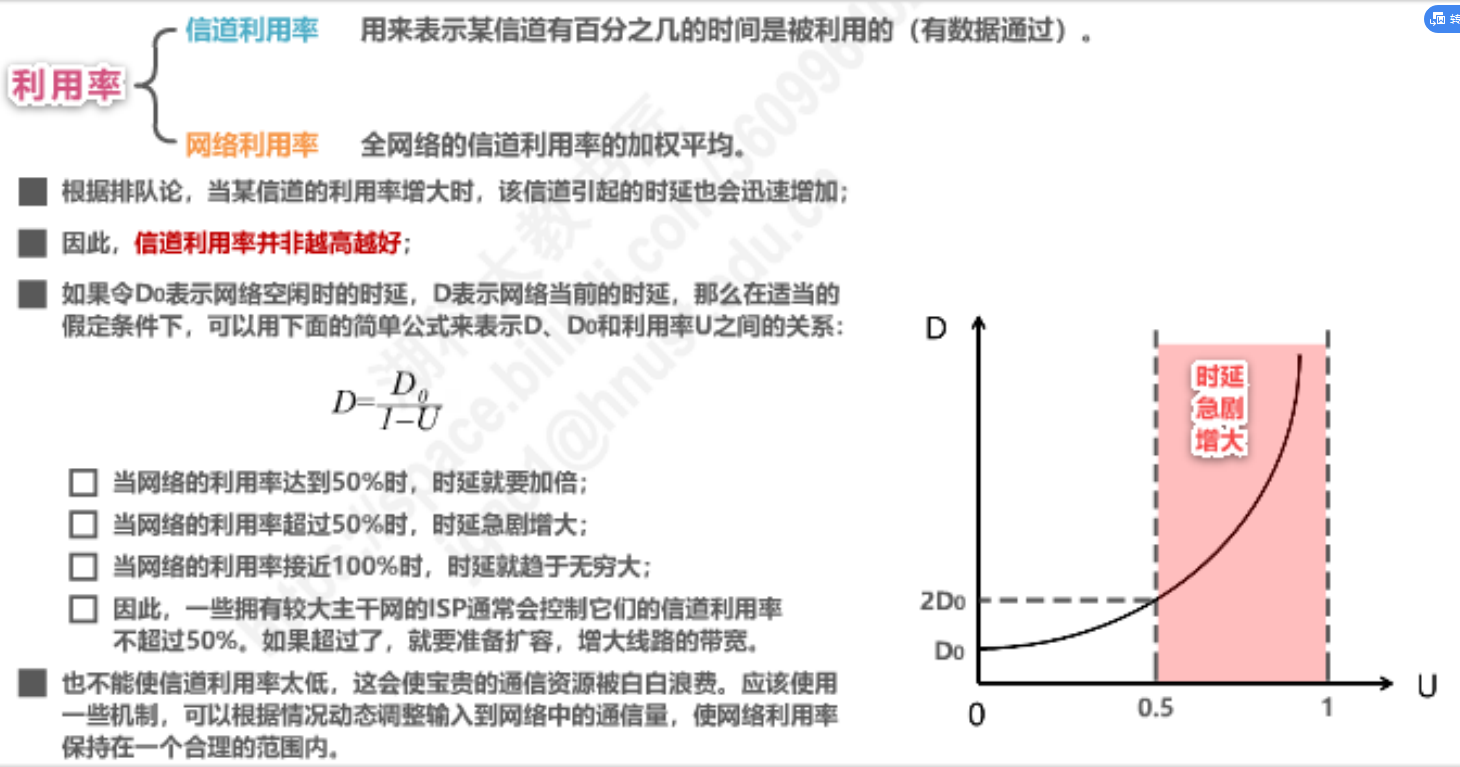 转
信道利用率 用来表示某信道有百分之几的时间是被利用的（有数据通过）。
利用率
网络利用率 全网络的信道利用率的加权平均。
根据排队论，当某信道的利用率增大时，该信道引起的时延也会迅速增加；
因此，信道利用率并非越高越好；
如果令D₀表示网络空闲时的时延，D表示网络当前的时延，那么在适当的
假定条件下，可以用下面的简单公式来表示D、D₀和利用率U之间的关系：
D=D₀/1-U
当网络的利用率达到50%时，时延就要加倍；
当网络的利用率超过50%时，时延急剧增大；
当网络的利用率接近100%时，时延就趋于无穷大；
因此，一些拥有较大主干网的ISP通常会控制它们的信道利用率
不超过50%。如果超过了，就要准备扩容，增大线路的带宽。
也不能使信道利用率太低，这会使宝贵的通信资源被白白浪费。应该使用
一些机制，可以根据情况动态调整输入到网络中的通信量，使网络利用率
保持在一个合理的范围内。
D
时延
急剧
增大
2D₀
D₀
0
0.5
1
U